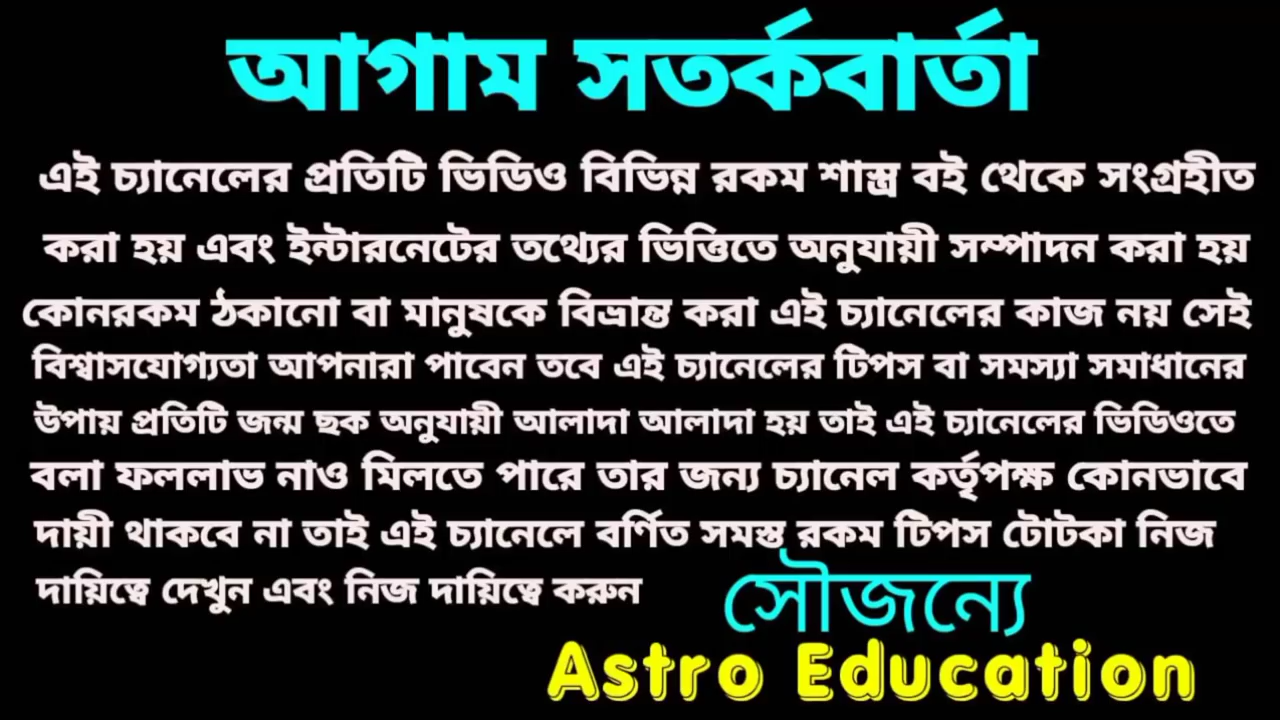 আগাম সতর্কবার্তা
এই চ্যানেলের প্রতিটি ভিডিও বিভিন্ন রকম শাস্ত্র বই থেকে সংগ্রহীত
করা হয় এবং ইন্টারনেটের তথ্যের ভিত্তিতে অনুযায়ী সম্পাদন করা হয়
কোনরকম ঠকানো বা মানুষকে বিভ্রান্ত করা এই চ্যানেলের কাজ নয় সেই
বিশ্বাসযোগ্যতা আপনারা পাবেন তবে এই চ্যানেলের টিপস বা সমস্যা সমাধানের
উপায় প্রতিটি জন্ম ছক অনুযায়ী আলাদা আলাদা হয় তাই এই চ্যানেলের ভিডিওতে
বলা ফললাভ নাও মিলতে পারে তার জন্য চ্যানেল কর্তৃপক্ষ কোনভাবে
দায়ী থাকবে না তাই এই চ্যানেলে বর্ণিত সমস্ত রকম টিপস টোটকা নিজ
দায়িত্বে দেখুন এবং নিজ দায়িত্বে করুন
সৌজন্যে
Astro Education